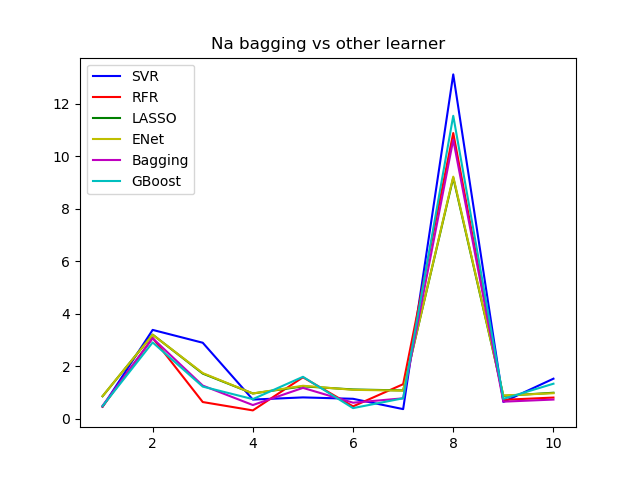 Na bagging vs other learner
SVR
RFR
LASSO
ENet
Bagging
GBoost
12
10
8
6
4
2
0
2 4 6 8 10